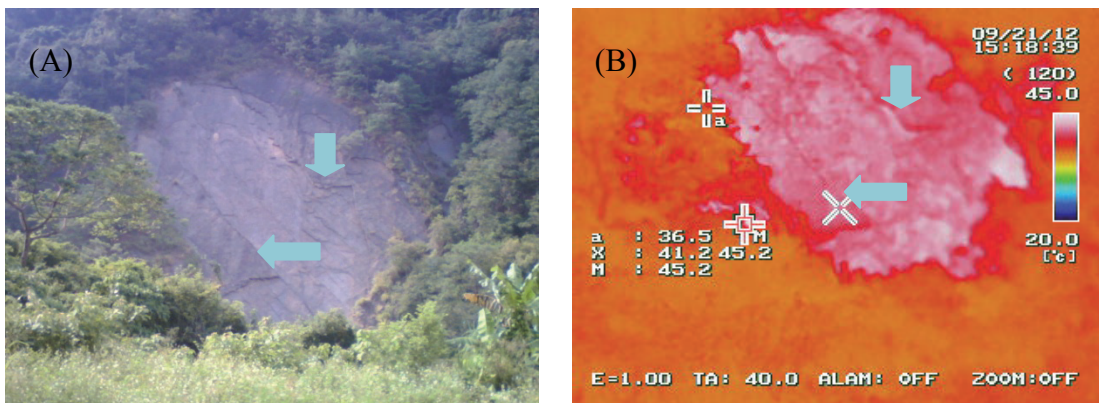 (A)
(B)
09/21/12
15:18:39
( 120)
45.0
a
a : 36.5 M
X : 41.2 45.2
M : 45.2
20.0
[℃]
E=1.00 TA: 40.0 ALAM: OFF ZOOM:OFF